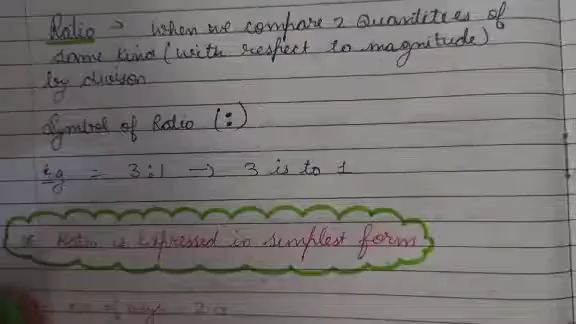 Ratio → When we compare 2 Quantities of
same kind (with respect to magnitude)
by divison
Symbol of Ratio (:)
eg = 3:1 → 3 is to 1
* Ratio is expressed in simplest form